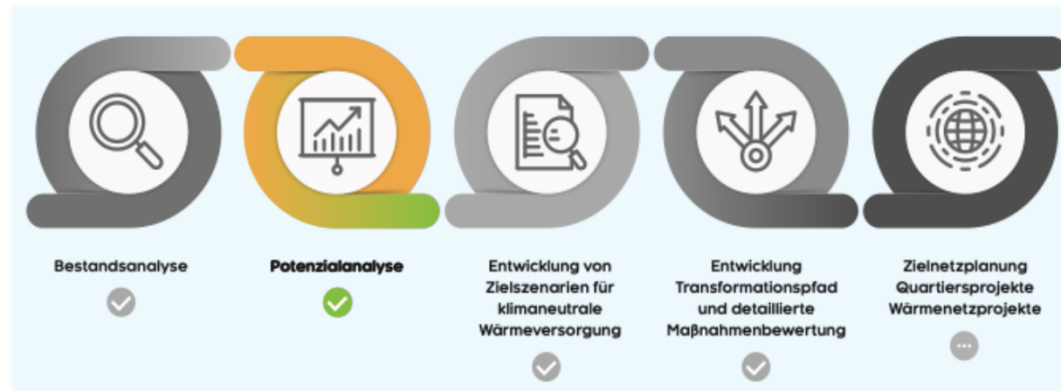 Bestandsanalyse
Potenzialanalyse
Entwicklung von
Zielszenarien für
klimaneutrale
Wärmeversorgung
Entwicklung
Transformationspfad
und detaillierte
Maßnahmenbewertung
Zielnetzplanung
Quartiersprojekte
Wärmenetzprojekte